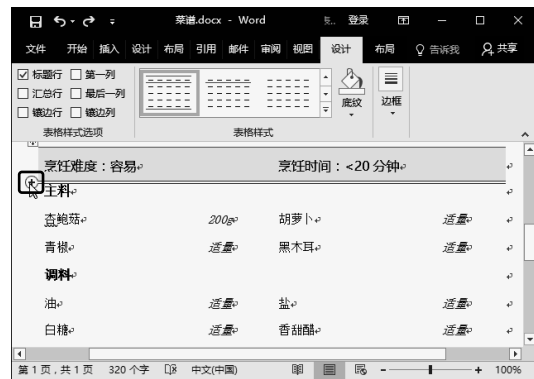 菜谱.docx - Word
登录
文件 开始 插入 设计 布局 引用 邮件 审阅 视图 设计 布局 告诉我 共享
标题行 第一列
汇总行 最后一列
镶边行 镶边列
底纹
边框
表格样式选项 表格样式
烹饪难度：容易 烹饪时间：<20 分钟
主料
杏鲍菇 200g 胡萝卜 适量
青椒 适量 黑木耳 适量
调料
油 适量 盐 适量
白糖 适量 香甜醋 适量
第 1 页，共 1 页 320 个字 中文(中国) 100%